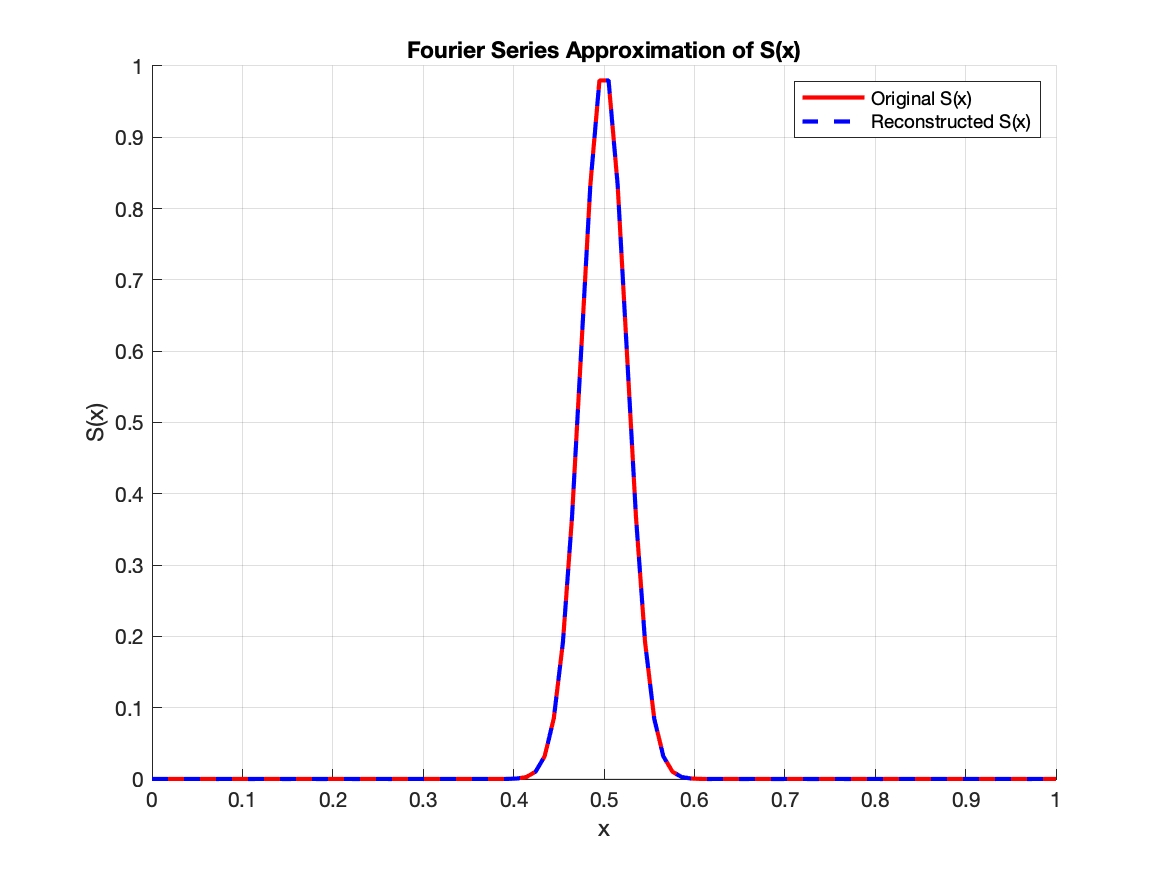 Fourier Series Approximation of S(x)
Original S(x)
Reconstructed S(x)
S(x)
1
0.9
0.8
0.7
0.6
0.5
0.4
0.3
0.2
0.1
0
0 0.1 0.2 0.3 0.4 0.5 0.6 0.7 0.8 0.9 1
x